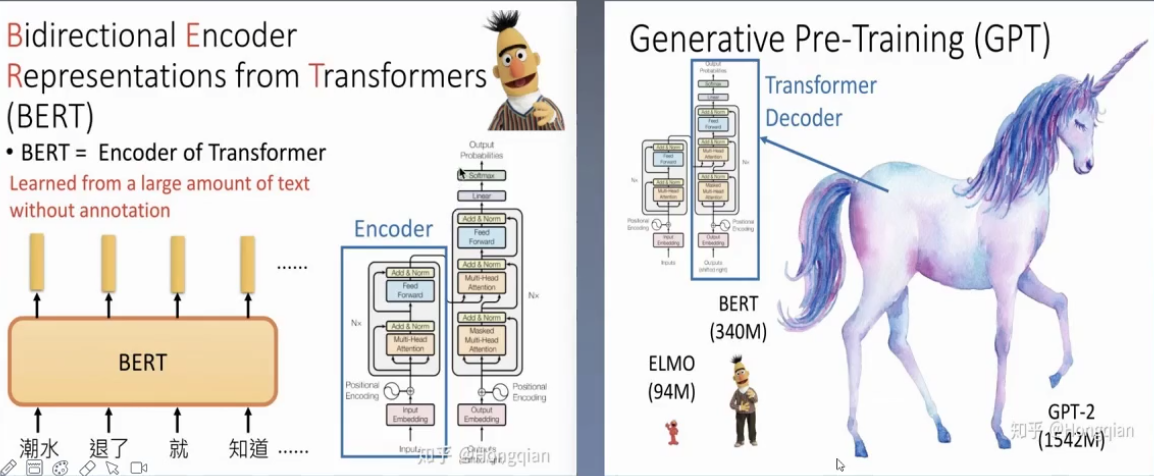 Bidirectional Encoder
Representations from Transformers
(BERT)
• BERT = Encoder of Transformer
Learned from a large amount of text
without annotation
......
BERT
潮水 退了 就 知道 ......
Encoder
Output
Probabilities
Softmax
Linear
Add & Norm
Feed
Forward
Add & Norm
Multi-Head
Attention
Add & Norm
Masked
Multi-Head
Attention
Nx
Positional
Encoding
Output
Embedding
Add & Norm
Feed
Forward
Nx
Add & Norm
Multi-Head
Attention
Positional
Encoding
Input
Embedding
Inputs
知乎 @Hongqian
Generative Pre-Training (GPT)
Transformer
Decoder
Output
Probabilities
Softmax
Linear
Add & Norm
Feed
Forward
Add & Norm
Multi-Head
Attention
Add & Norm
Masked
Multi-Head
Attention
Nx
Positional
Encoding
Output
Embedding
Outputs
(shifted right)
Add & Norm
Feed
Forward
Nx
Add & Norm
Multi-Head
Attention
Positional
Encoding
Input
Embedding
Inputs
BERT
(340M)
ELMO
(94M)
GPT-2
(1542M)
知乎 @Hongqian